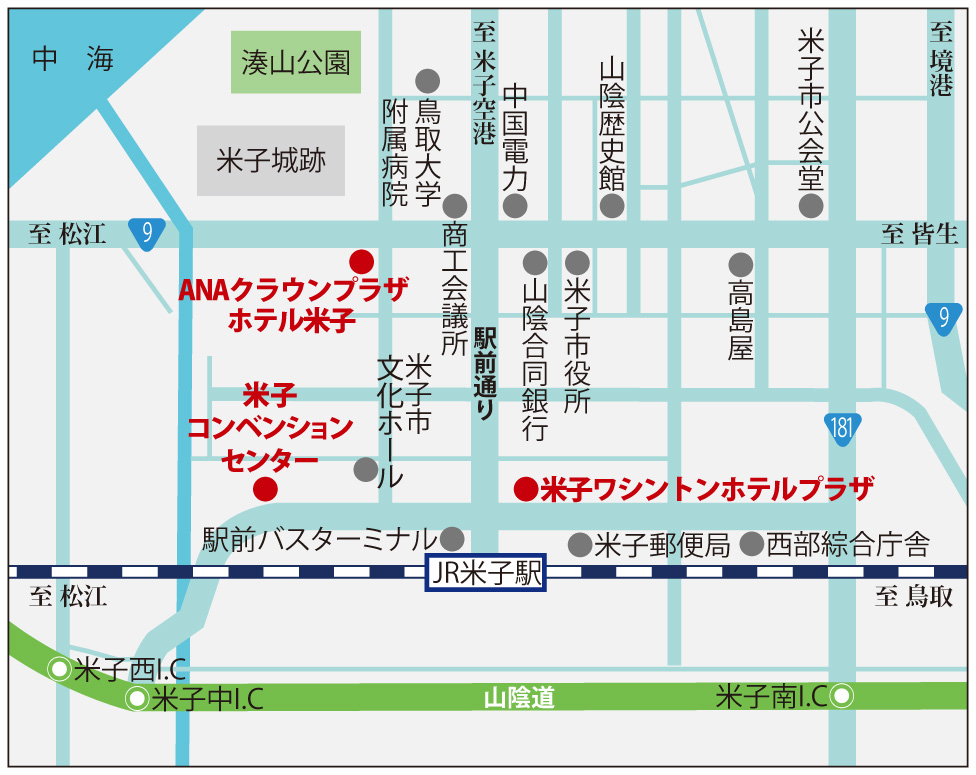 中 海
湊山公園
米子城跡
鳥取大学
附属病院
至 米子空港
中国電力
山陰歴史館
米子市公会堂
至 境港
至 松江
9
至 皆生
商工会議所
ANAクラウンプラザ
ホテル米子
山陰合同銀行
米子市役所
高島屋
9
駅前通り
米子市
文化ホール
米子
コンベンション
センター
181
米子ワシントンホテルプラザ
駅前バスターミナル
米子郵便局
西部綜合庁舎
JR米子駅
至 松江
至 鳥取
米子西I.C
米子中I.C
山陰道
米子南I.C